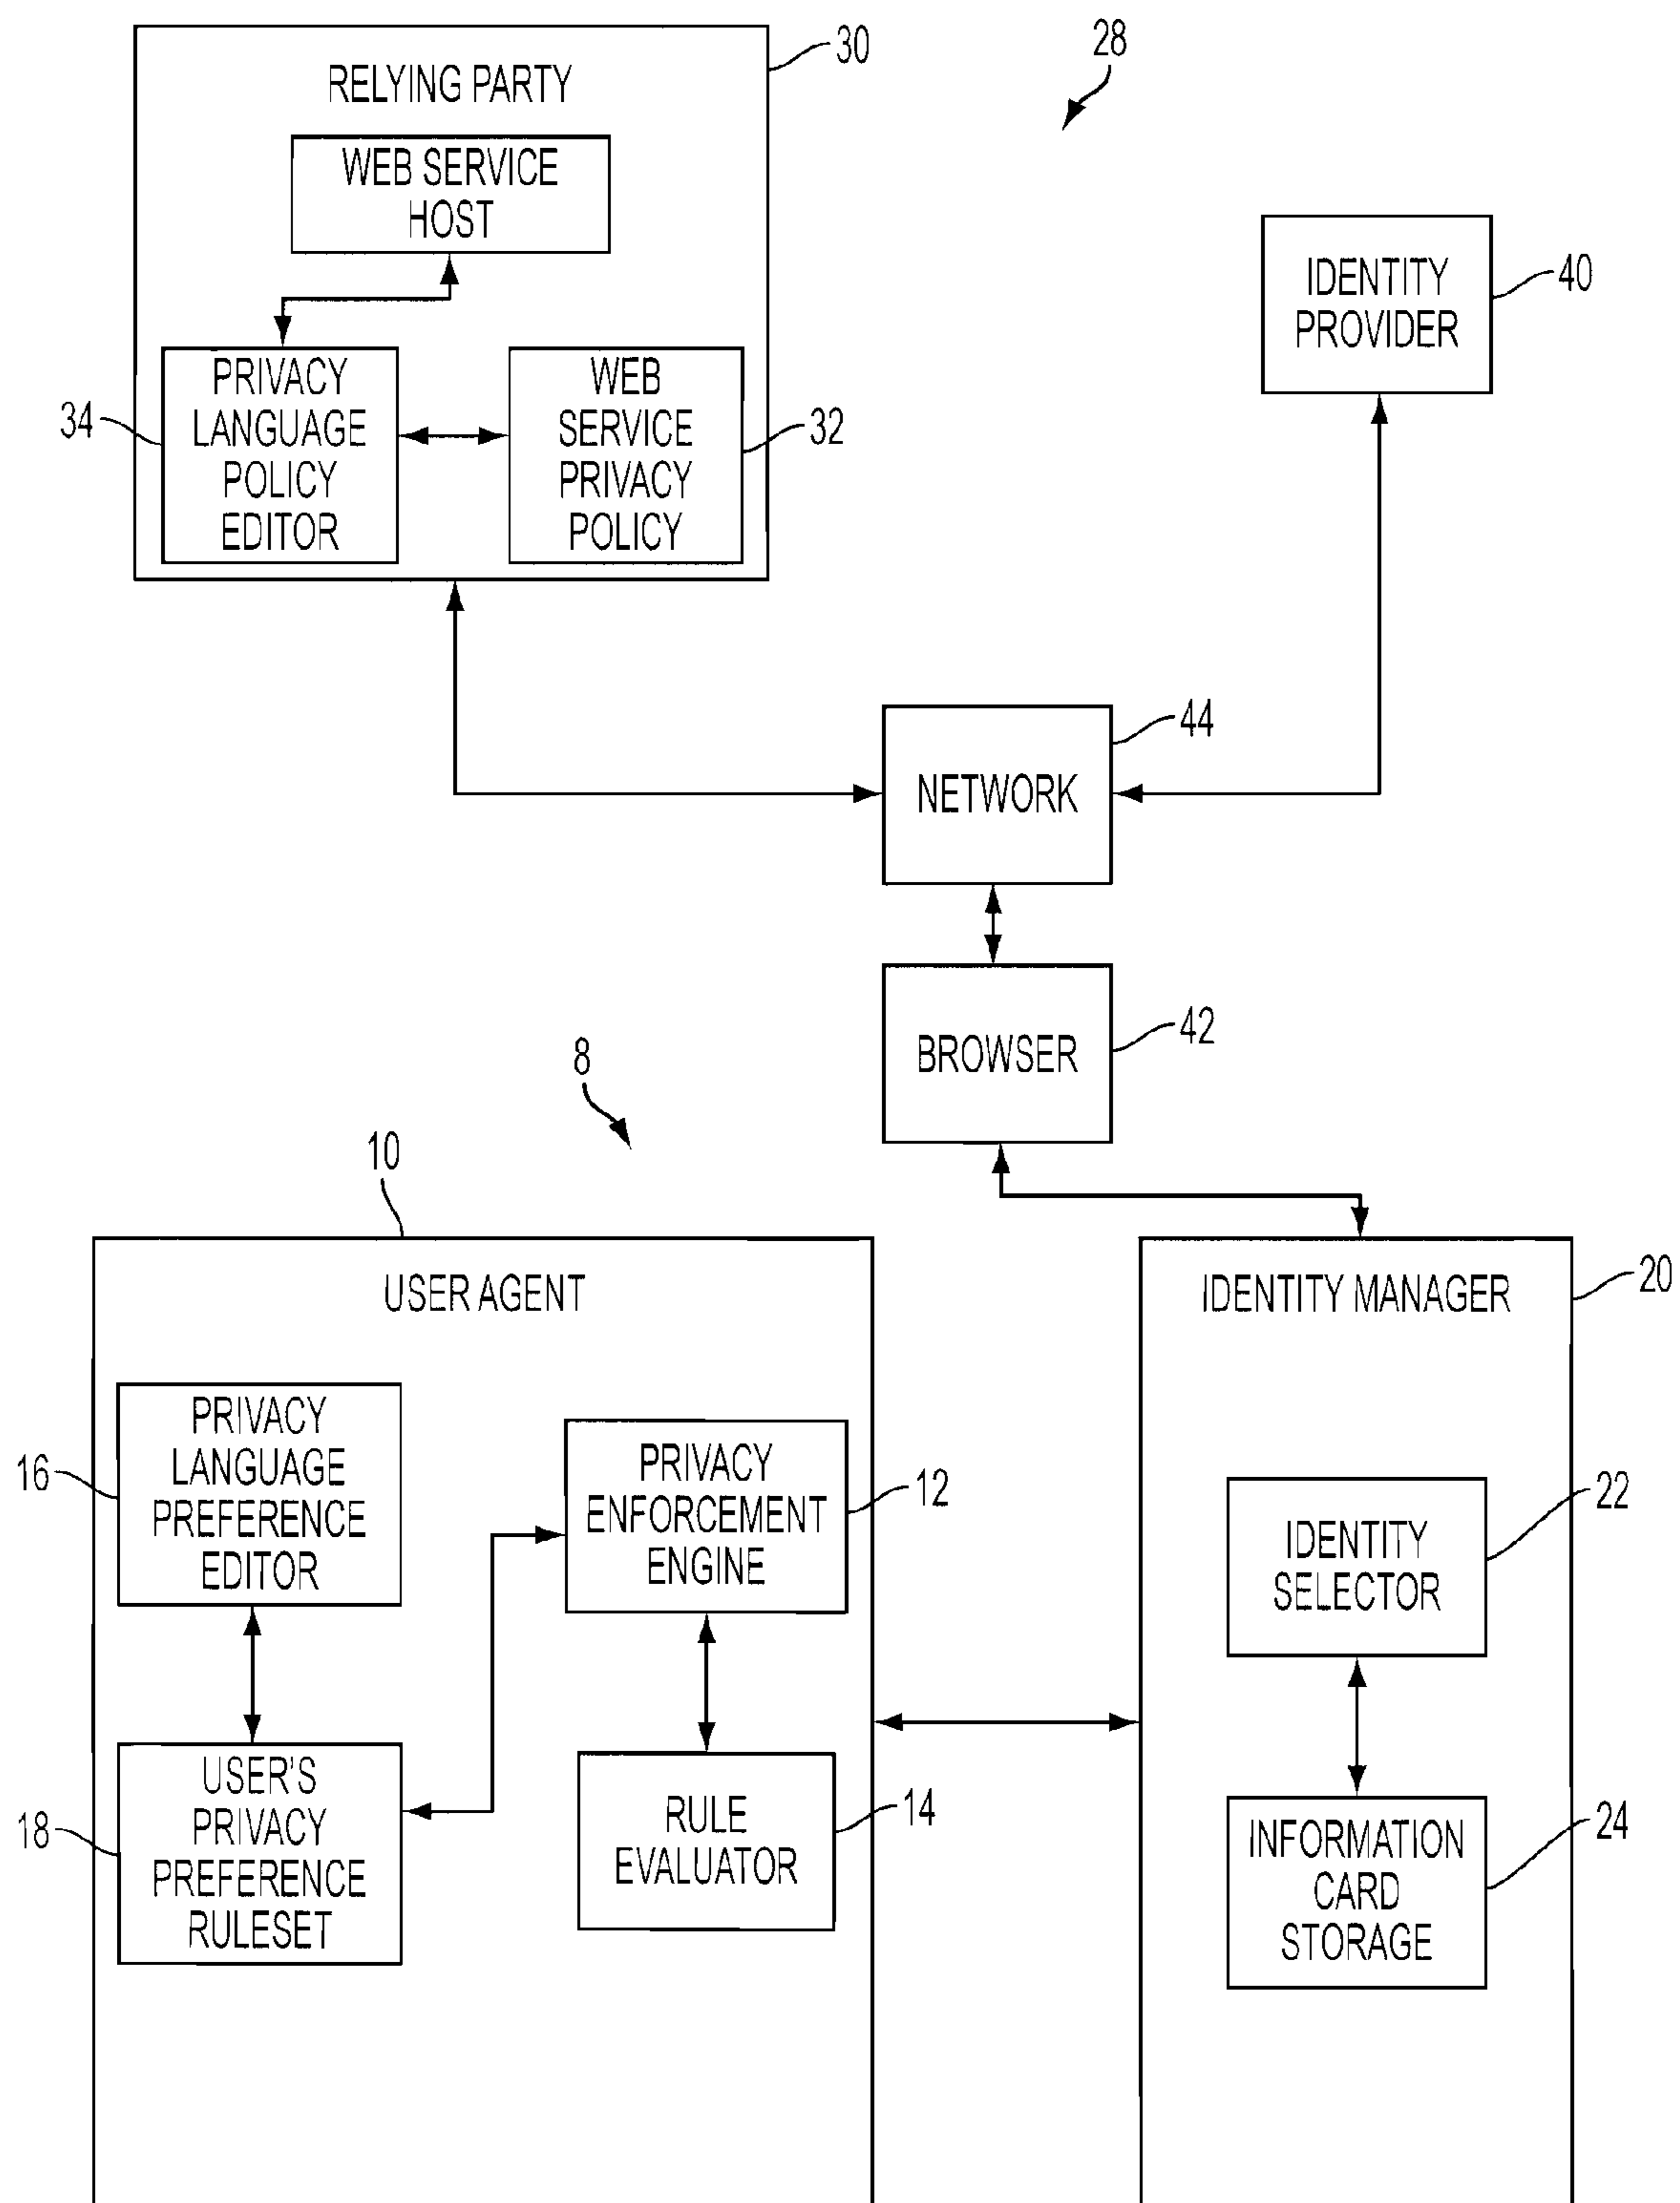 30
28
RELYING PARTY
WEB SERVICE
HOST
40
IDENTITY
PROVIDER
34
PRIVACY
LANGUAGE
POLICY
EDITOR
WEB
SERVICE
PRIVACY
POLICY
32
44
NETWORK
42
BROWSER
8
10
USER AGENT
20
IDENTITY MANAGER
16
PRIVACY
LANGUAGE
PREFERENCE
EDITOR
12
PRIVACY
ENFORCEMENT
ENGINE
22
IDENTITY
SELECTOR
18
USER'S
PRIVACY
PREFERENCE
RULESET
14
RULE
EVALUATOR
24
INFORMATION
CARD
STORAGE